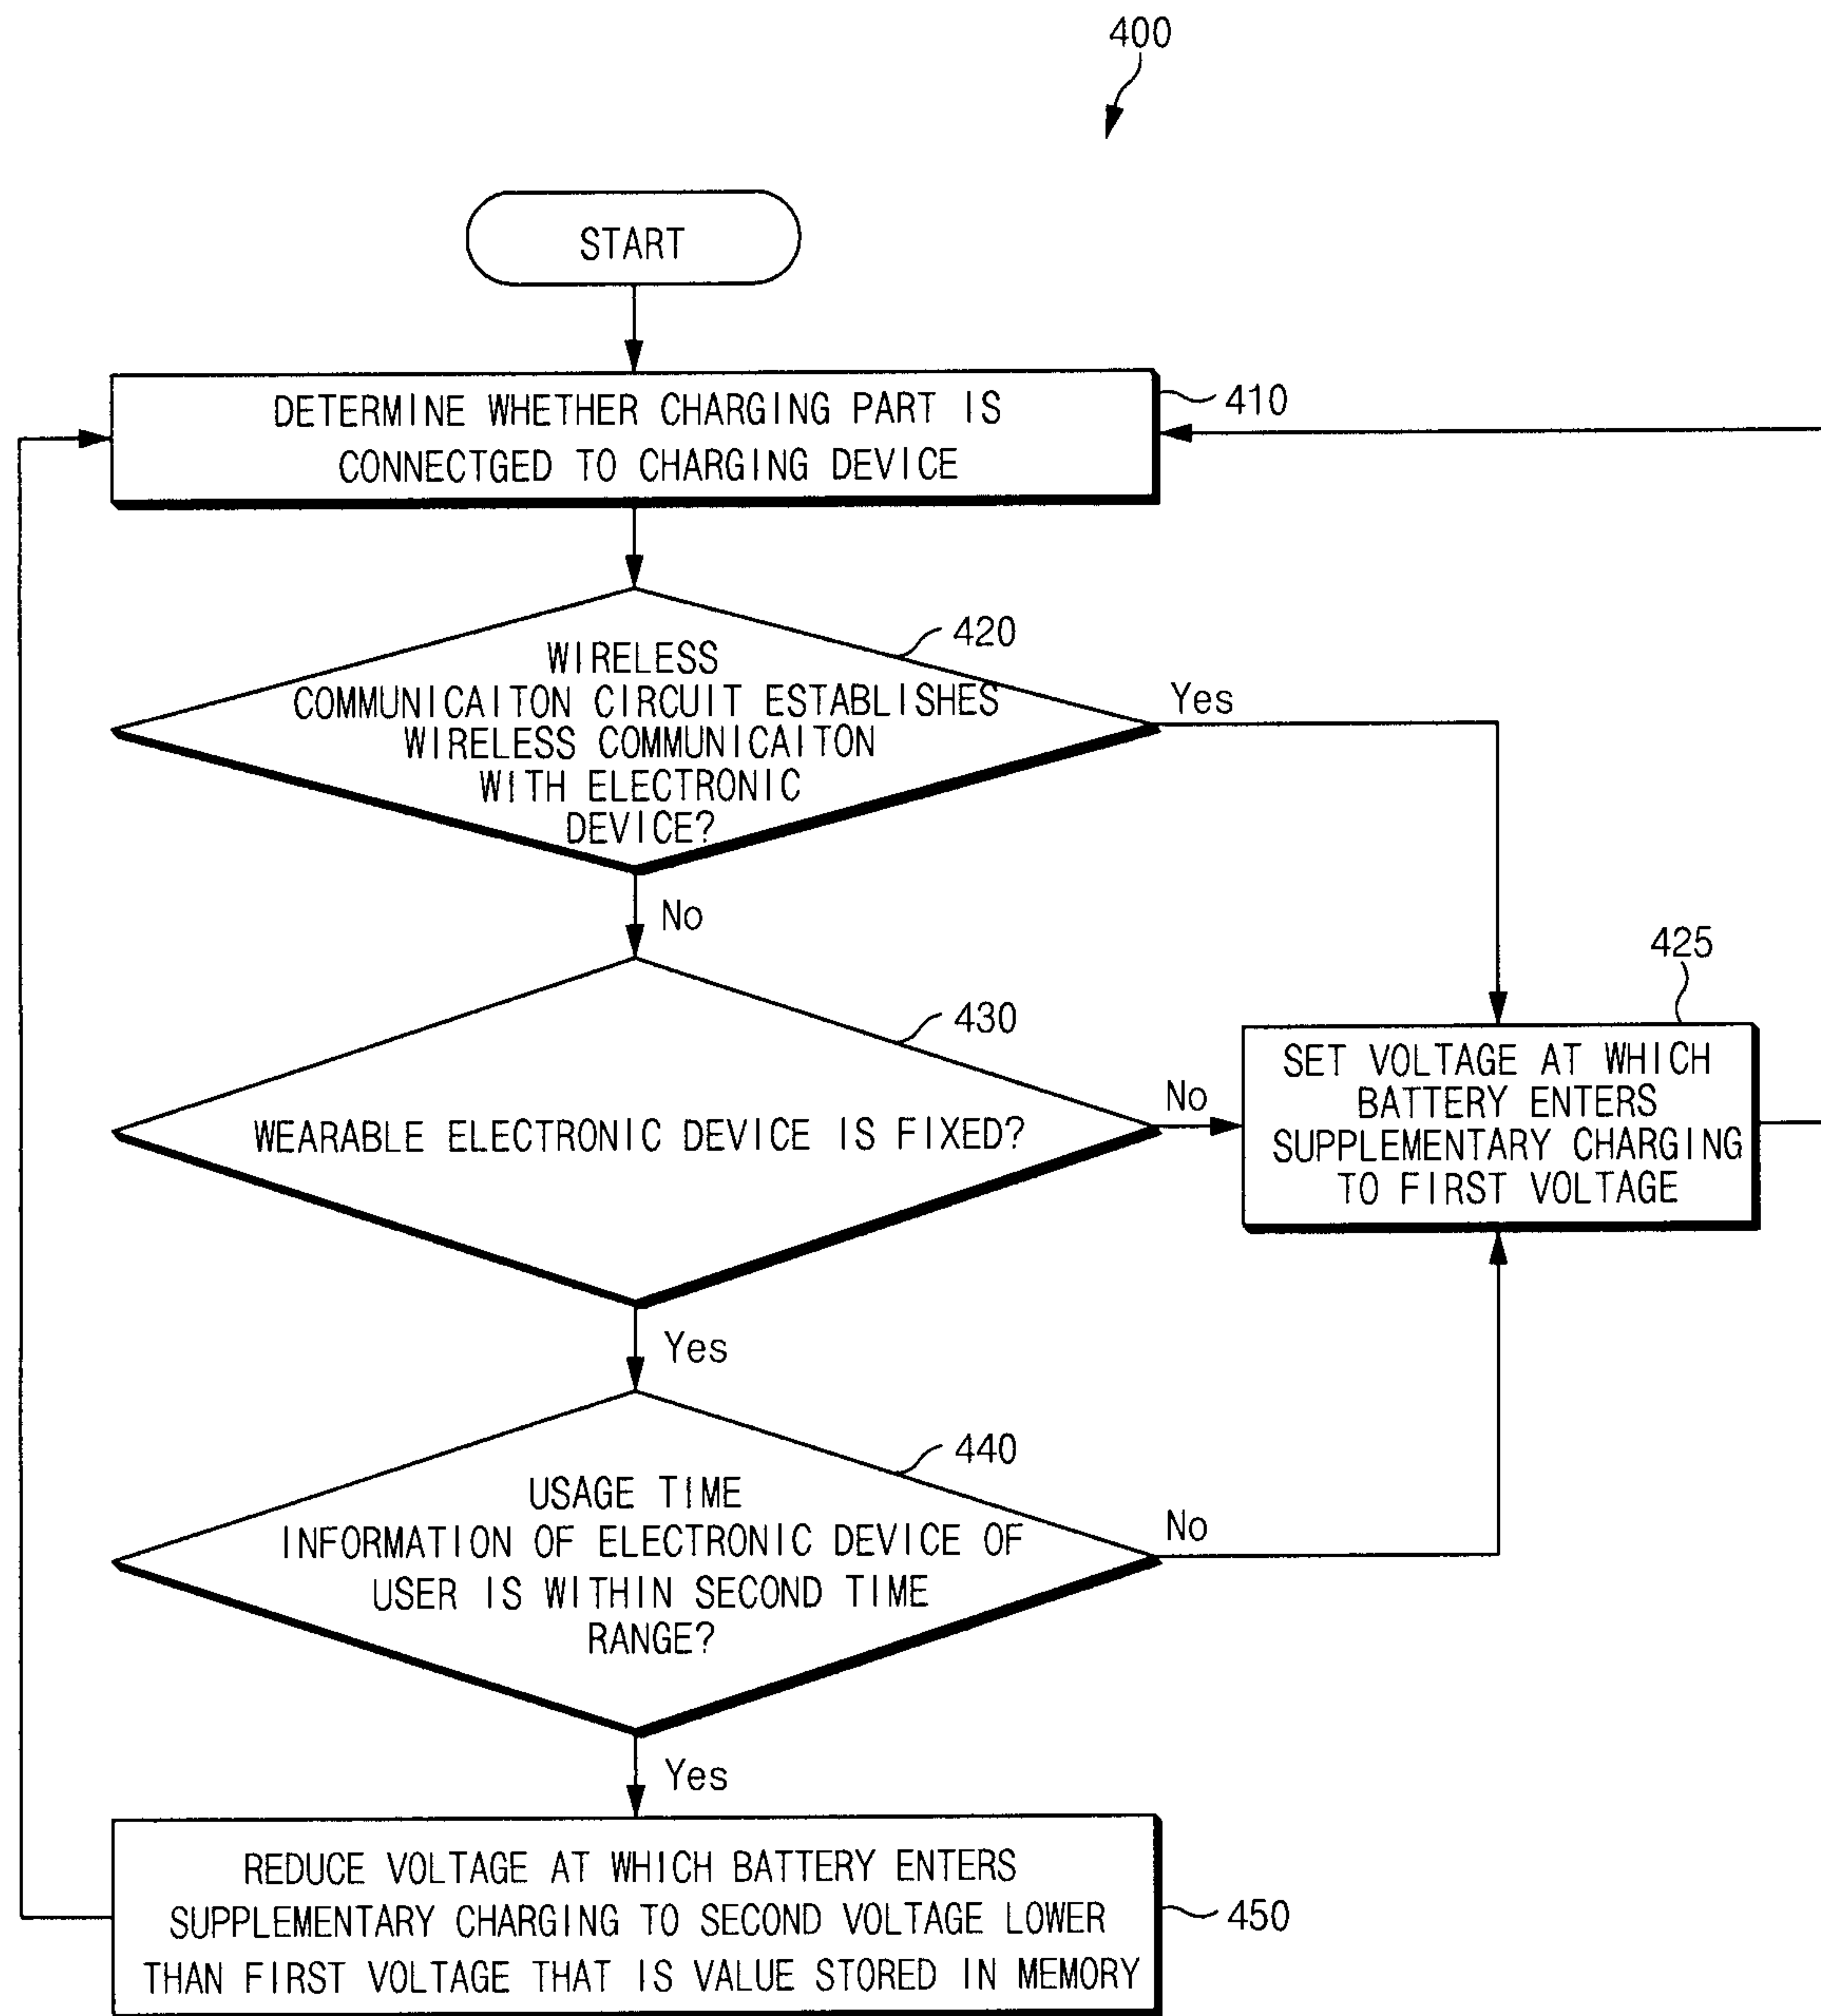 400
START
DETERMINE WHETHER CHARGING PART IS
CONNECTGED TO CHARGING DEVICE
410
WIRELESS
COMMUNICAITON CIRCUIT ESTABLISHES
WIRELESS COMMUNICAITON
WITH ELECTRONIC
DEVICE?
420
Yes
No
425
SET VOLTAGE AT WHICH
BATTERY ENTERS
SUPPLEMENTARY CHARGING
TO FIRST VOLTAGE
WEARABLE ELECTRONIC DEVICE IS FIXED?
430
No
Yes
USAGE TIME
INFORMATION OF ELECTRONIC DEVICE OF
USER IS WITHIN SECOND TIME
RANGE?
440
No
Yes
REDUCE VOLTAGE AT WHICH BATTERY ENTERS
SUPPLEMENTARY CHARGING TO SECOND VOLTAGE LOWER
THAN FIRST VOLTAGE THAT IS VALUE STORED IN MEMORY
450